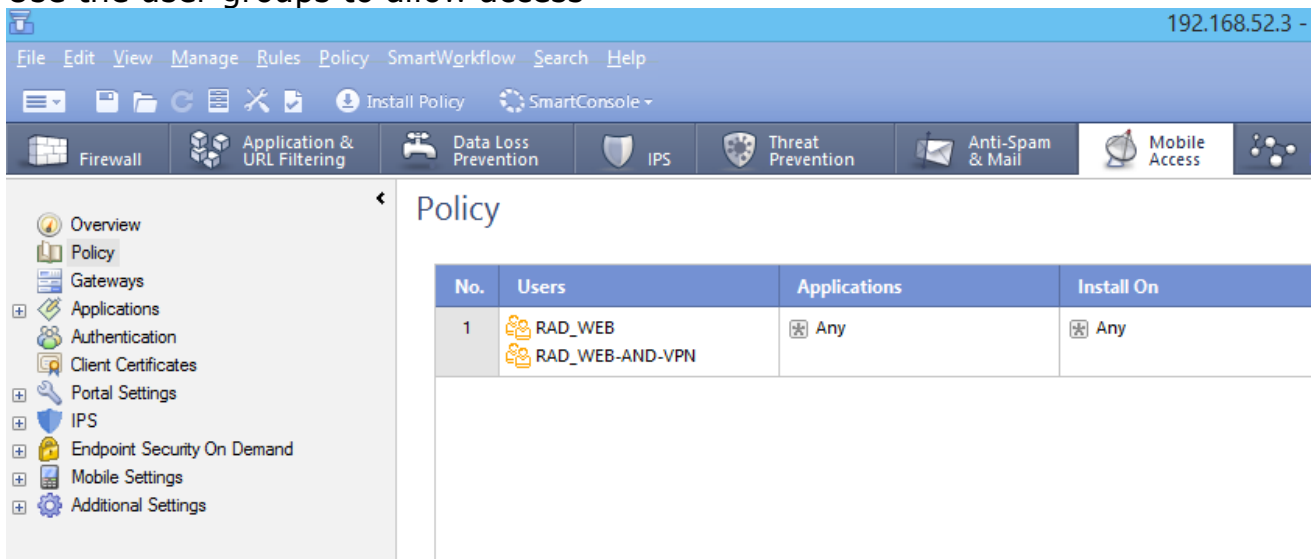 Use the user groups to allow access
192.168.52.3 -
File Edit View Manage Rules Policy SmartWorkflow Search Help
Install Policy SmartConsole
Firewall
Application & URL Filtering
Data Loss Prevention
IPS
Threat Prevention
Anti-Spam & Mail
Mobile Access
Overview
Policy
Gateways
Applications
Authentication
Client Certificates
Portal Settings
IPS
Endpoint Security On Demand
Mobile Settings
Additional Settings
Policy
No. Users Applications Install On
1 RAD_WEB Any Any
RAD_WEB-AND-VPN